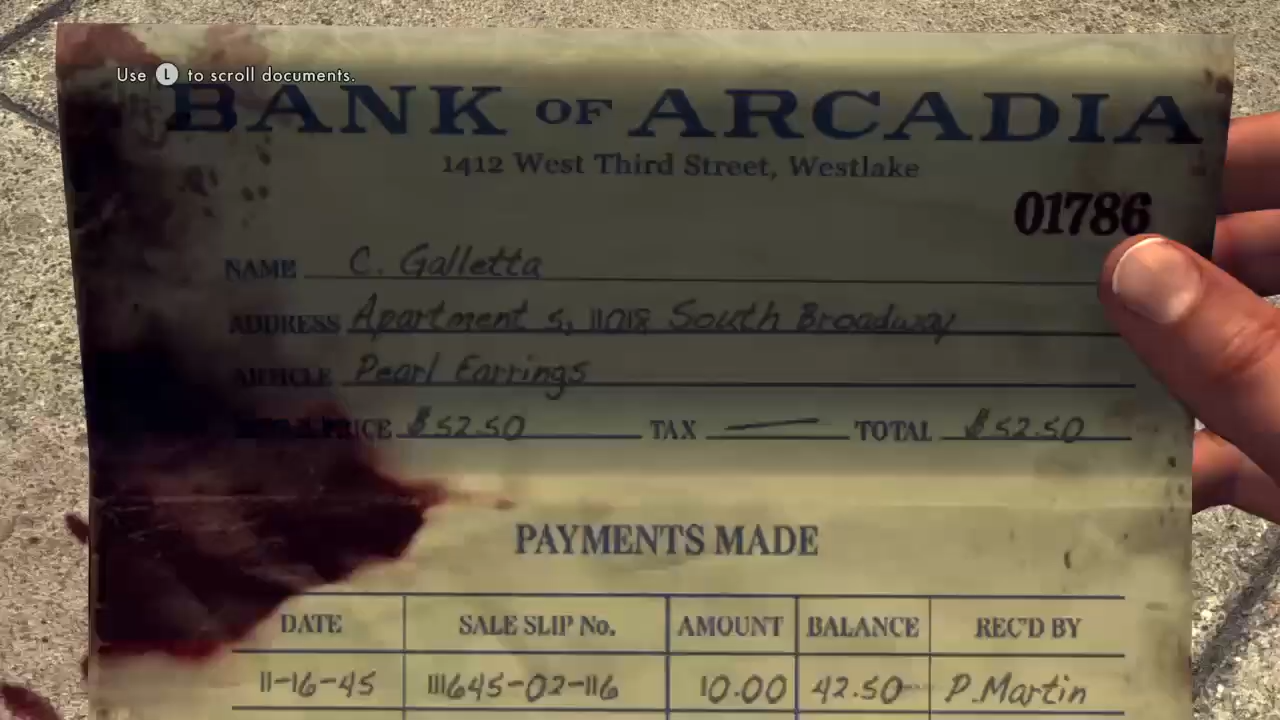 Use L to scroll documents.
BANK OF ARCADIA
1412 West Third Street, Westlake
01786
NAME C. Galletta
ADDRESS Apartment 5, 11018 South Broadway
ARTICLE Pearl Earrings
PRICE $52.50 TAX — TOTAL $52.50
PAYMENTS MADE
DATE SALE SLIP No. AMOUNT BALANCE REC'D BY
11-16-45 111645-02-116 10.00 42.50 P.Martin